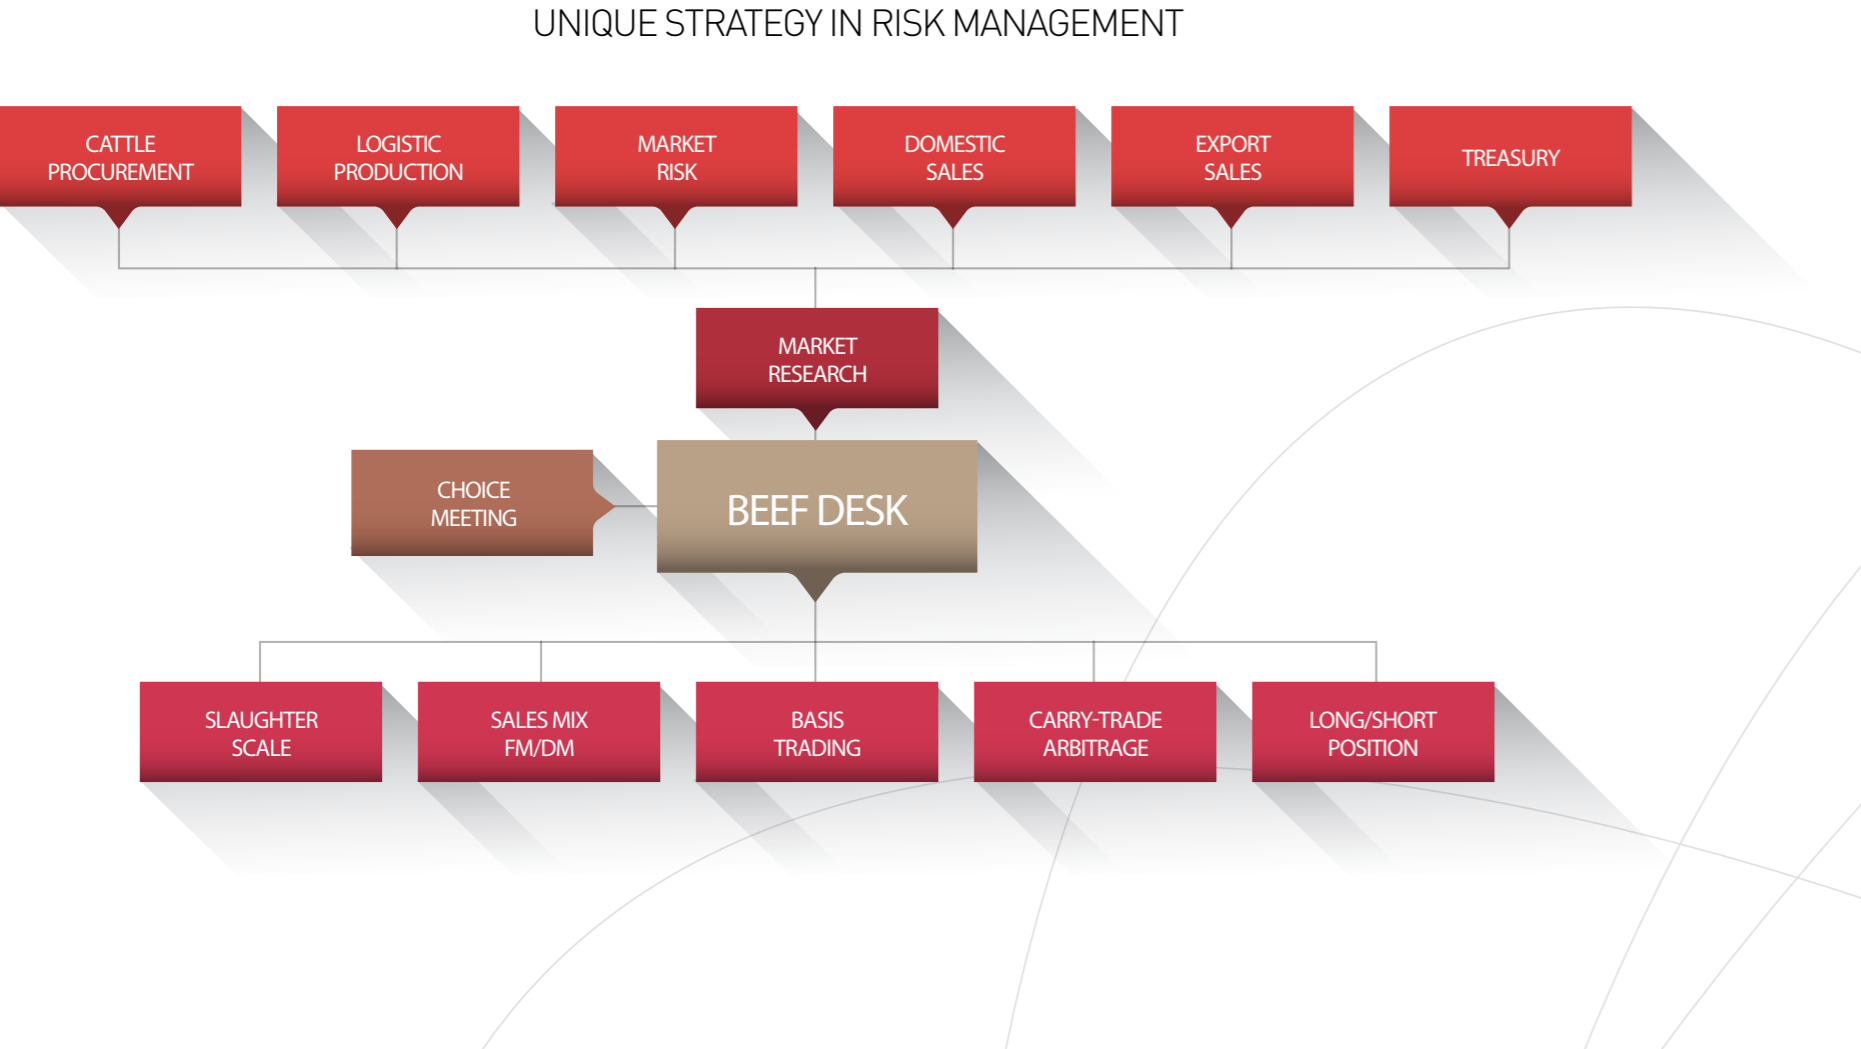 UNIQUE STRATEGY IN RISK MANAGEMENT
CATTLE
PROCUREMENT
LOGISTIC
PRODUCTION
MARKET
RISK
DOMESTIC
SALES
EXPORT
SALES
TREASURY
MARKET
RESEARCH
CHOICE
MEETING
BEEF DESK
SLAUGHTER
SCALE
SALES MIX
FM/DM
BASIS
TRADING
CARRY-TRADE
ARBITRAGE
LONG/SHORT
POSITION